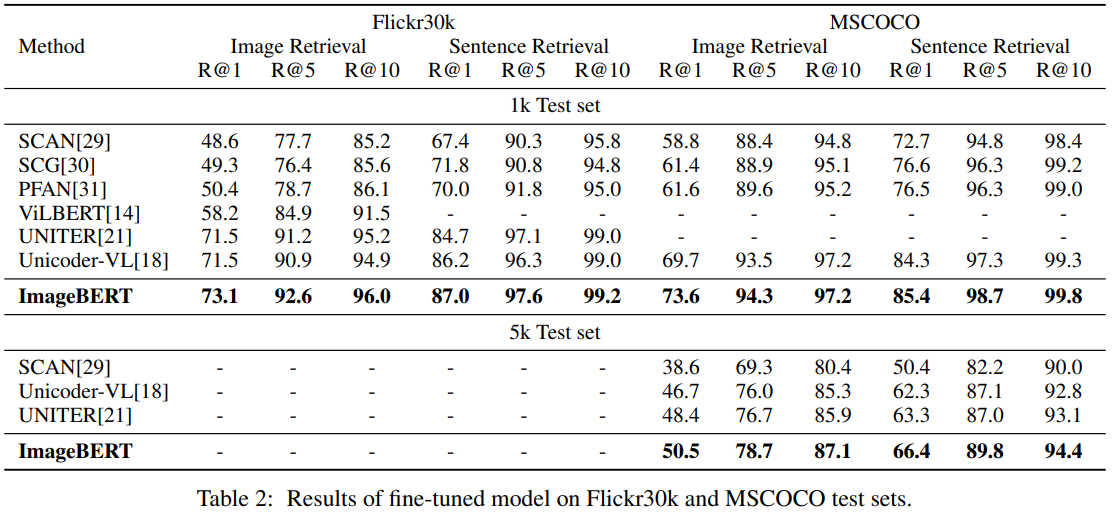 Flickr30k MSCOCO
Method Image Retrieval Sentence Retrieval Image Retrieval Sentence Retrieval
R@1 R@5 R@10 R@1 R@5 R@10 R@1 R@5 R@10 R@1 R@5 R@10
1k Test set
SCAN[29] 48.6 77.7 85.2 67.4 90.3 95.8 58.8 88.4 94.8 72.7 94.8 98.4
SCG[30] 49.3 76.4 85.6 71.8 90.8 94.8 61.4 88.9 95.1 76.6 96.3 99.2
PFAN[31] 50.4 78.7 86.1 70.0 91.8 95.0 61.6 89.6 95.2 76.5 96.3 99.0
ViLBERT[14] 58.2 84.9 91.5 - - - - - - - - -
UNITER[21] 71.5 91.2 95.2 84.7 97.1 99.0 - - - - - -
Unicoder-VL[18] 71.5 90.9 94.9 86.2 96.3 99.0 69.7 93.5 97.2 84.3 97.3 99.3
ImageBERT 73.1 92.6 96.0 87.0 97.6 99.2 73.6 94.3 97.2 85.4 98.7 99.8
5k Test set
SCAN[29] - - - - - - 38.6 69.3 80.4 50.4 82.2 90.0
Unicoder-VL[18] - - - - - - 46.7 76.0 85.3 62.3 87.1 92.8
UNITER[21] - - - - - - 48.4 76.7 85.9 63.3 87.0 93.1
ImageBERT - - - - - - 50.5 78.7 87.1 66.4 89.8 94.4
Table 2: Results of fine-tuned model on Flickr30k and MSCOCO test sets.